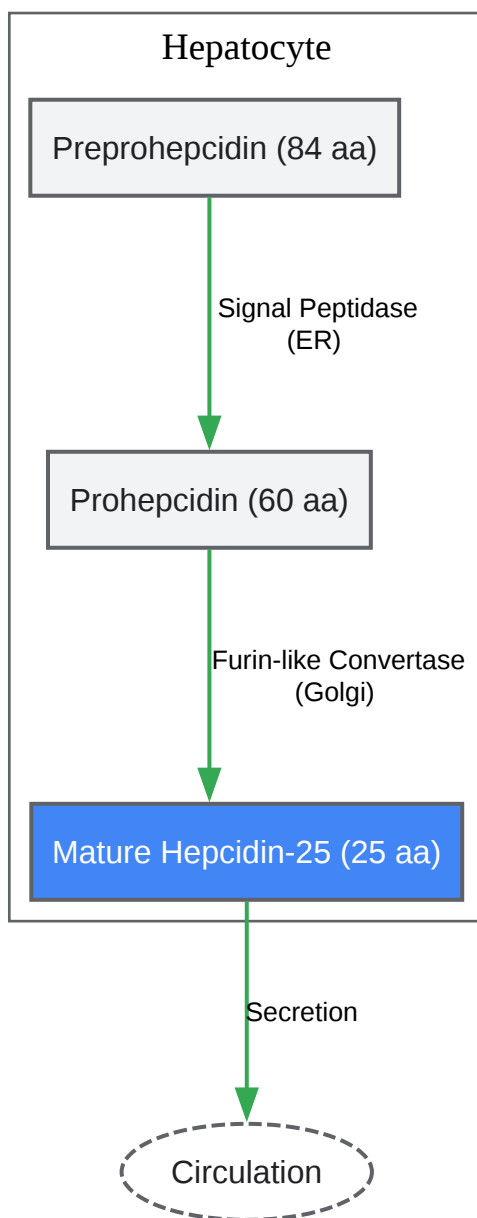 Hepatocyte
Preprohepcidin (84 aa)
Signal Peptidase
(ER)
Prohepcidin (60 aa)
Furin-like Convertase
(Golgi)
Mature Hepcidin-25 (25 aa)
Secretion
Circulation